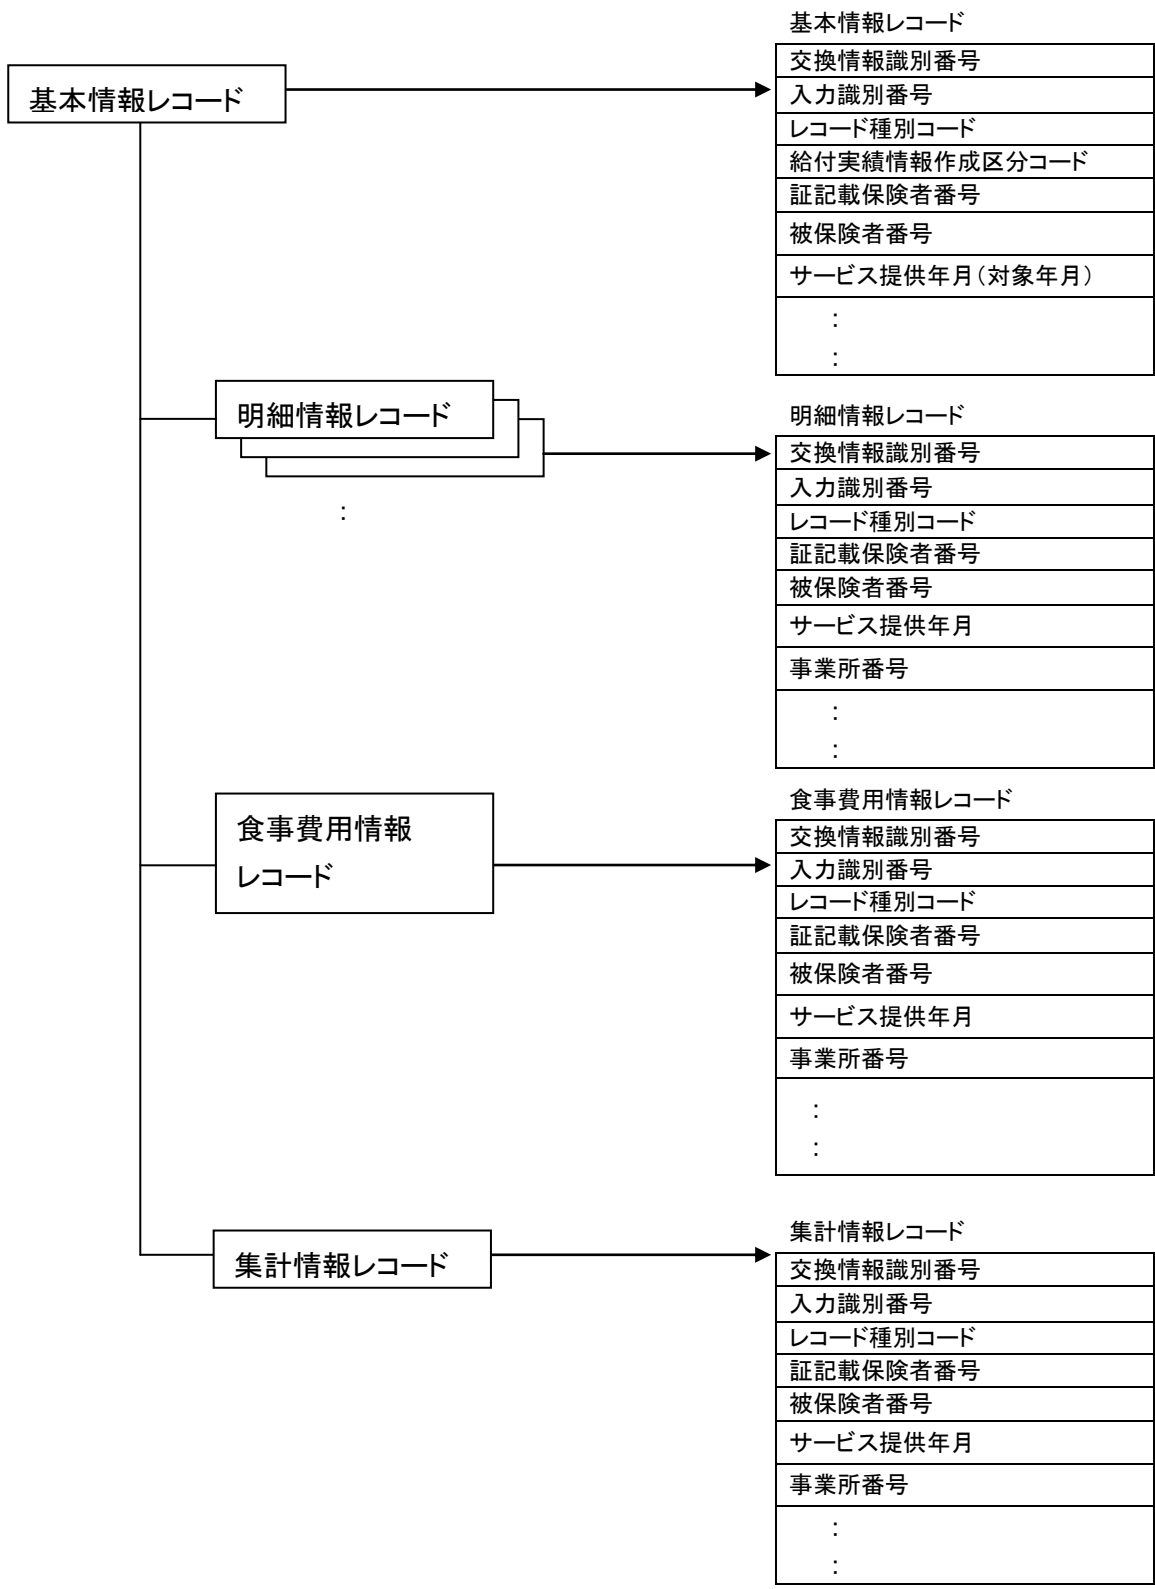 基本情報レコード
基本情報レコード
交換情報識別番号
入力識別番号
レコード種別コード
給付実績情報作成区分コード
証記載保険者番号
被保険者番号
サービス提供年月(対象年月)
:
:
明細情報レコード
:
明細情報レコード
交換情報識別番号
入力識別番号
レコード種別コード
証記載保険者番号
被保険者番号
サービス提供年月
事業所番号
:
:
食事費用情報
レコード
食事費用情報レコード
交換情報識別番号
入力識別番号
レコード種別コード
証記載保険者番号
被保険者番号
サービス提供年月
事業所番号
:
:
集計情報レコード
集計情報レコード
交換情報識別番号
入力識別番号
レコード種別コード
証記載保険者番号
被保険者番号
サービス提供年月
事業所番号
:
: